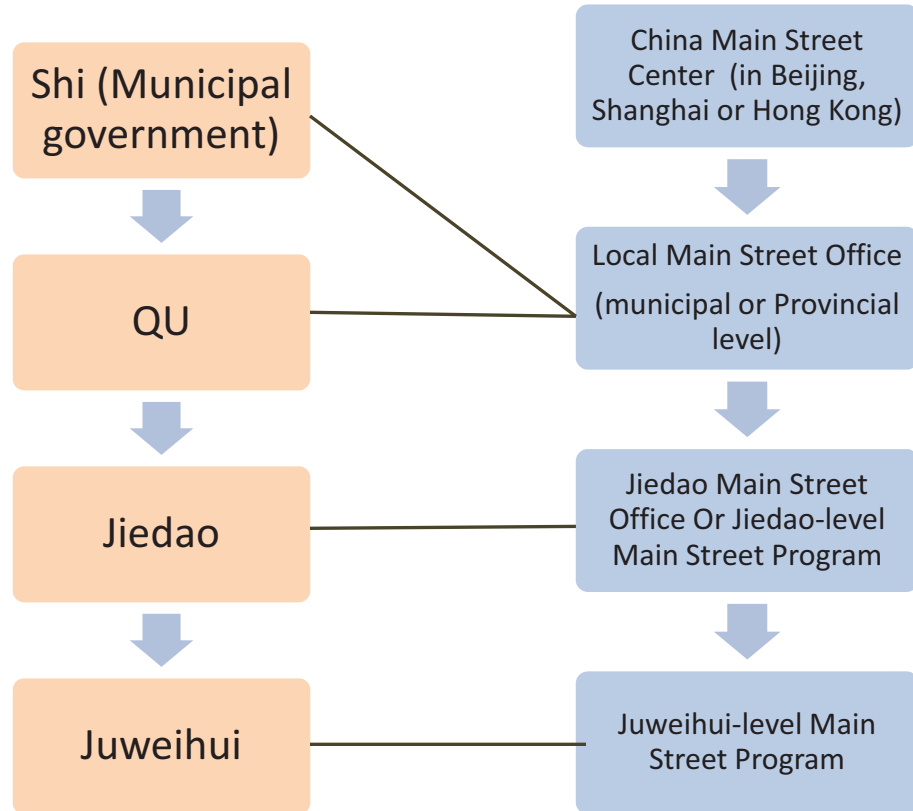 Shi (Municipal
government)
QU
Jiedao
Juweihui
China Main Street
Center (in Beijing,
Shanghai or Hong Kong)
Local Main Street Office
(municipal or Provincial
level)
Jiedao Main Street
Office Or Jiedao-level
Main Street Program
Juweihui-level Main
Street Program